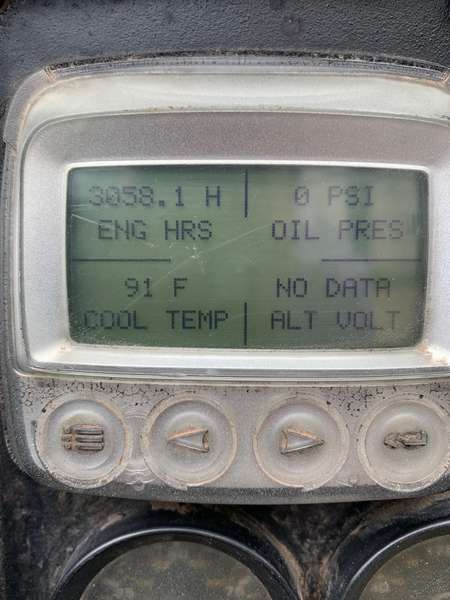 3058.1 H
0 PSI
ENG HRS
OIL PRES
91 F
NO DATA
COOL TEMP
ALT VOLT